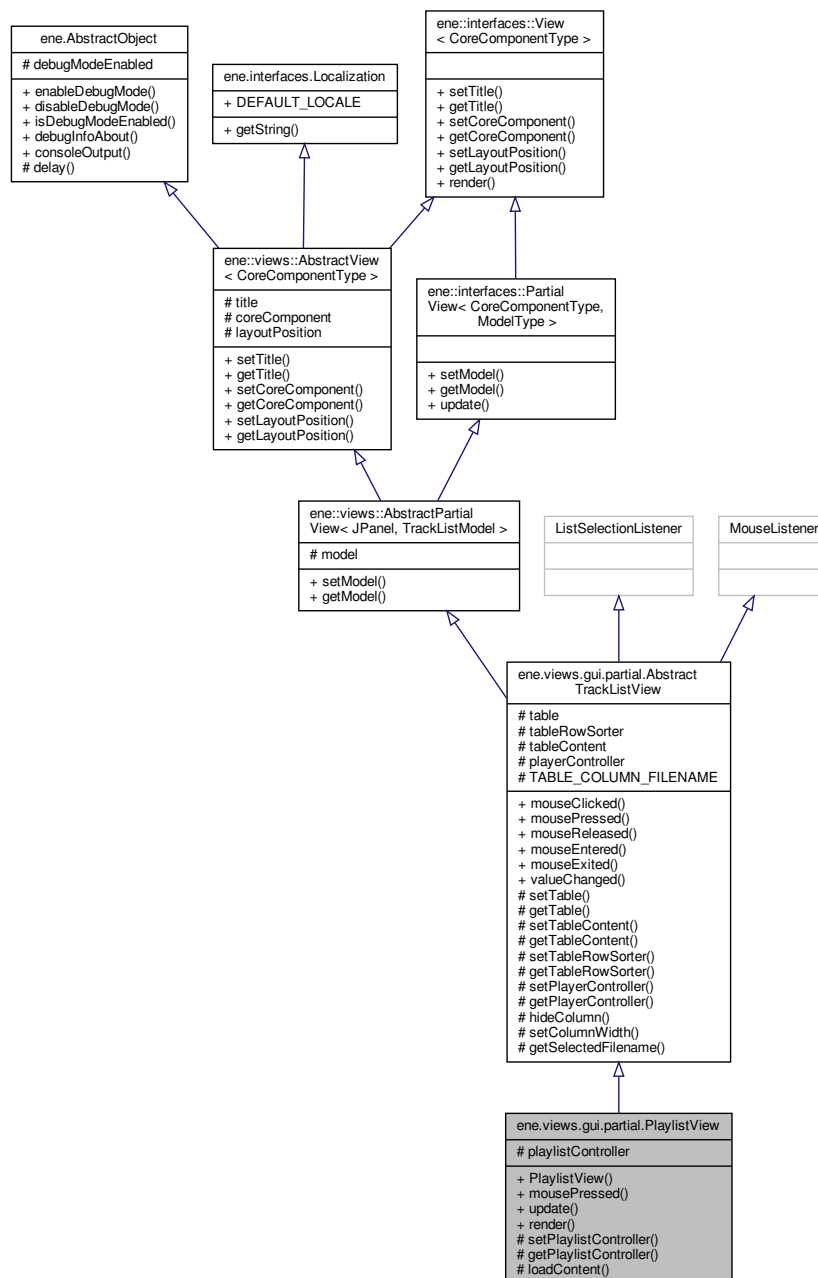 ene.AbstractObject
# debugModeEnabled
+ enableDebugMode()
+ disableDebugMode()
+ isDebugModeEnabled()
+ debugInfoAbout()
+ consoleOutput()
# delay()
ene.interfaces.Localization
+ DEFAULT_LOCALE
+ getString()
ene::interfaces::View
< CoreComponentType >
+ setTitle()
+ getTitle()
+ setCoreComponent()
+ getCoreComponent()
+ setLayoutPosition()
+ getLayoutPosition()
+ render()
ene::views::AbstractView
< CoreComponentType >
# title
# coreComponent
# layoutPosition
+ setTitle()
+ getTitle()
+ setCoreComponent()
+ getCoreComponent()
+ setLayoutPosition()
+ getLayoutPosition()
ene::interfaces::Partial
View< CoreComponentType,
ModelType >
+ setModel()
+ getModel()
+ update()
ene::views::AbstractPartial
View< JPanel, TrackListModel >
# model
+ setModel()
+ getModel()
ListSelectionListener
MouseListener
ene.views.gui.partial.Abstract
TrackListView
# table
# tableRowSorter
# tableContent
# playerController
# TABLE_COLUMN_FILENAME
+ mouseClicked()
+ mousePressed()
+ mouseReleased()
+ mouseEntered()
+ mouseExited()
+ valueChanged()
# setTable()
# getTable()
# setTableContent()
# getTableContent()
# setTableRowSorter()
# getTableRowSorter()
# setPlayerController()
# getPlayerController()
# hideColumn()
# setColumnWidth()
# getSelectedFilename()
ene.views.gui.partial.PlaylistView
# playlistController
+ PlaylistView()
+ mousePressed()
+ update()
+ render()
# setPlaylistController()
# getPlaylistController()
# loadContent()